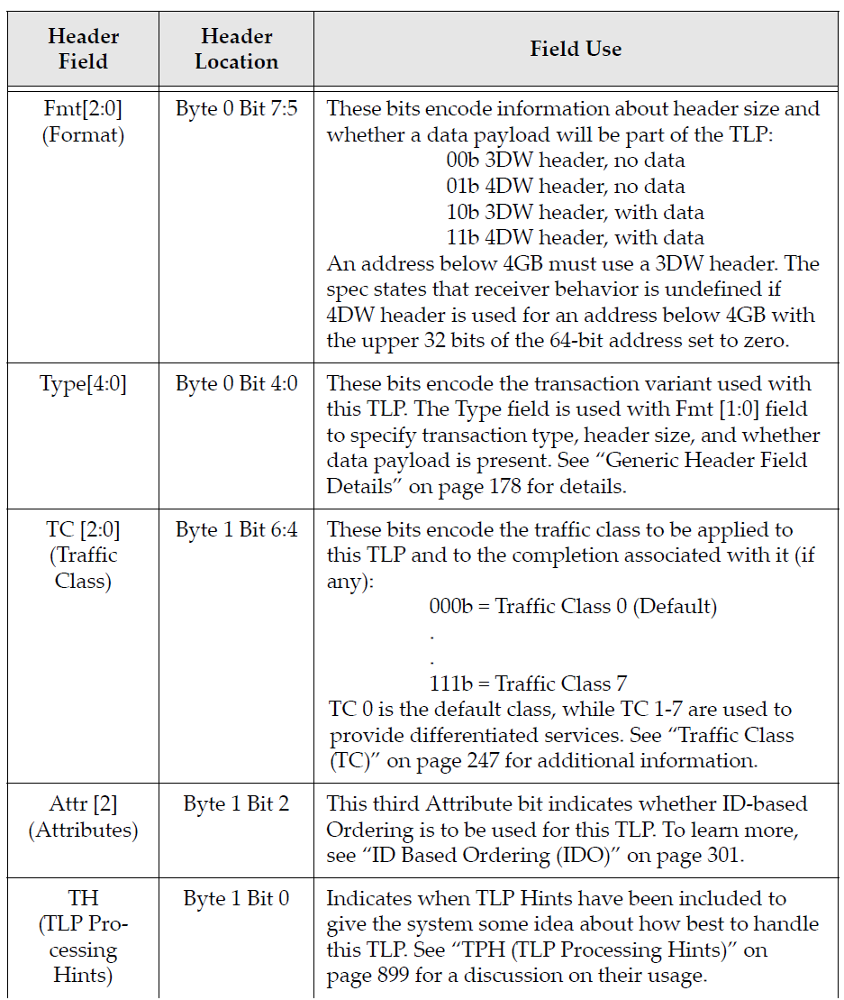 Header Field
Header Location
Field Use
Fmt[2:0]
(Format)
Byte 0 Bit 7:5
These bits encode information about header size and
whether a data payload will be part of the TLP:
00b 3DW header, no data
01b 4DW header, no data
10b 3DW header, with data
11b 4DW header, with data
An address below 4GB must use a 3DW header. The
spec states that receiver behavior is undefined if
4DW header is used for an address below 4GB with
the upper 32 bits of the 64-bit address set to zero.
Type[4:0]
Byte 0 Bit 4:0
These bits encode the transaction variant used with
this TLP. The Type field is used with Fmt [1:0] field
to specify transaction type, header size, and whether
data payload is present. See “Generic Header Field
Details” on page 178 for details.
TC [2:0]
(Traffic
Class)
Byte 1 Bit 6:4
These bits encode the traffic class to be applied to
this TLP and to the completion associated with it (if
any):
000b = Traffic Class 0 (Default)
.
.
111b = Traffic Class 7
TC 0 is the default class, while TC 1-7 are used to
provide differentiated services. See “Traffic Class
(TC)” on page 247 for additional information.
Attr [2]
(Attributes)
Byte 1 Bit 2
This third Attribute bit indicates whether ID-based
Ordering is to be used for this TLP. To learn more,
see “ID Based Ordering (IDO)” on page 301.
TH
(TLP Pro-
cessing
Hints)
Byte 1 Bit 0
Indicates when TLP Hints have been included to
give the system some idea about how best to handle
this TLP. See “TPH (TLP Processing Hints)” on
page 899 for a discussion on their usage.